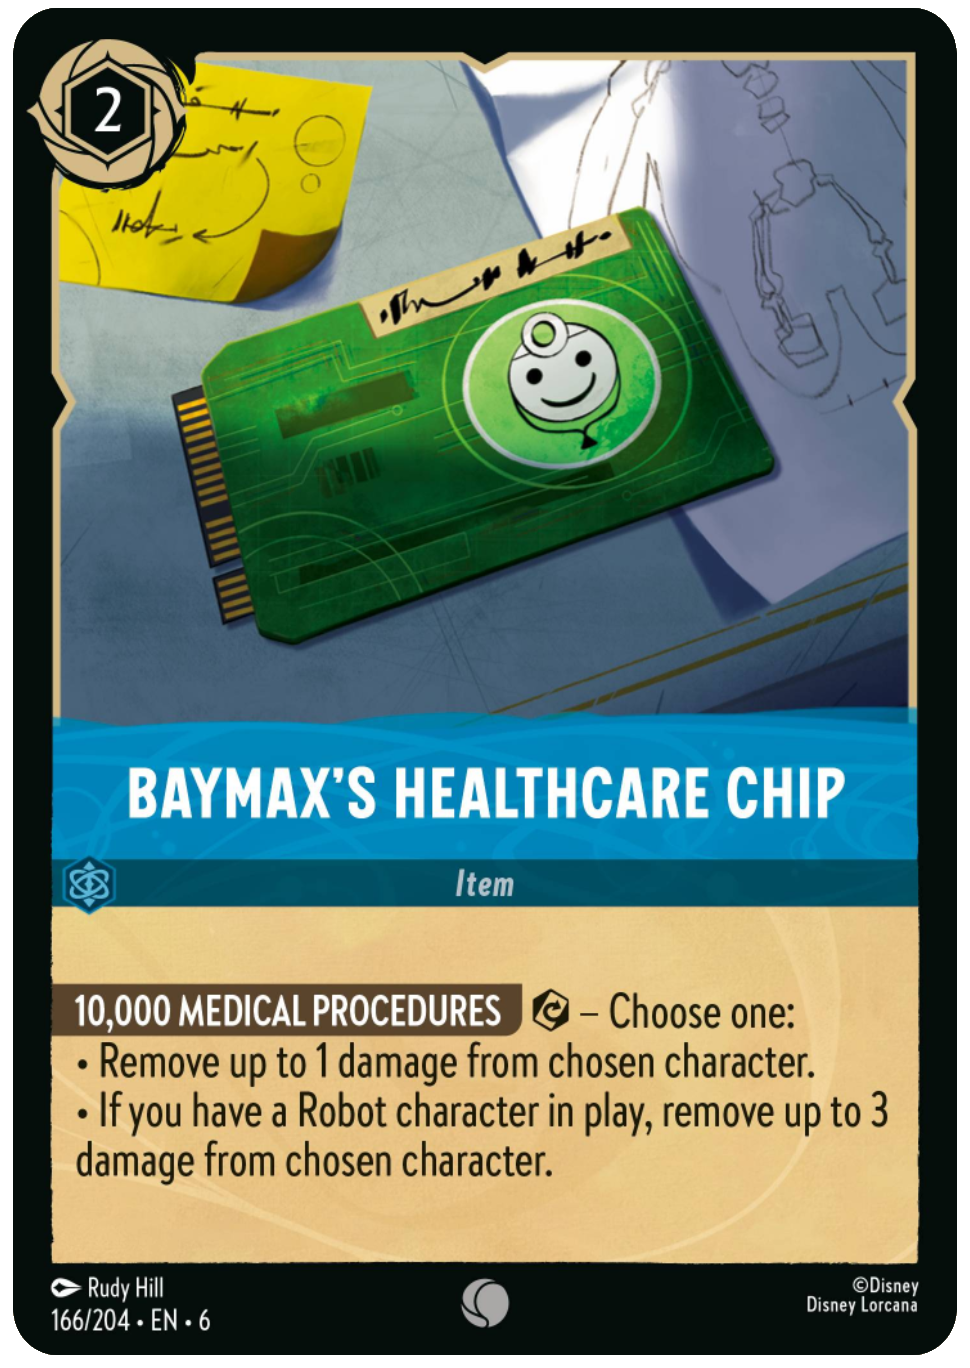 2
BAYMAX'S HEALTHCARE CHIP
Item
10,000 MEDICAL PROCEDURES – Choose one:
• Remove up to 1 damage from chosen character.
• If you have a Robot character in play, remove up to 3
damage from chosen character.
Rudy Hill
166/204 • EN • 6
©Disney
Disney Lorcana